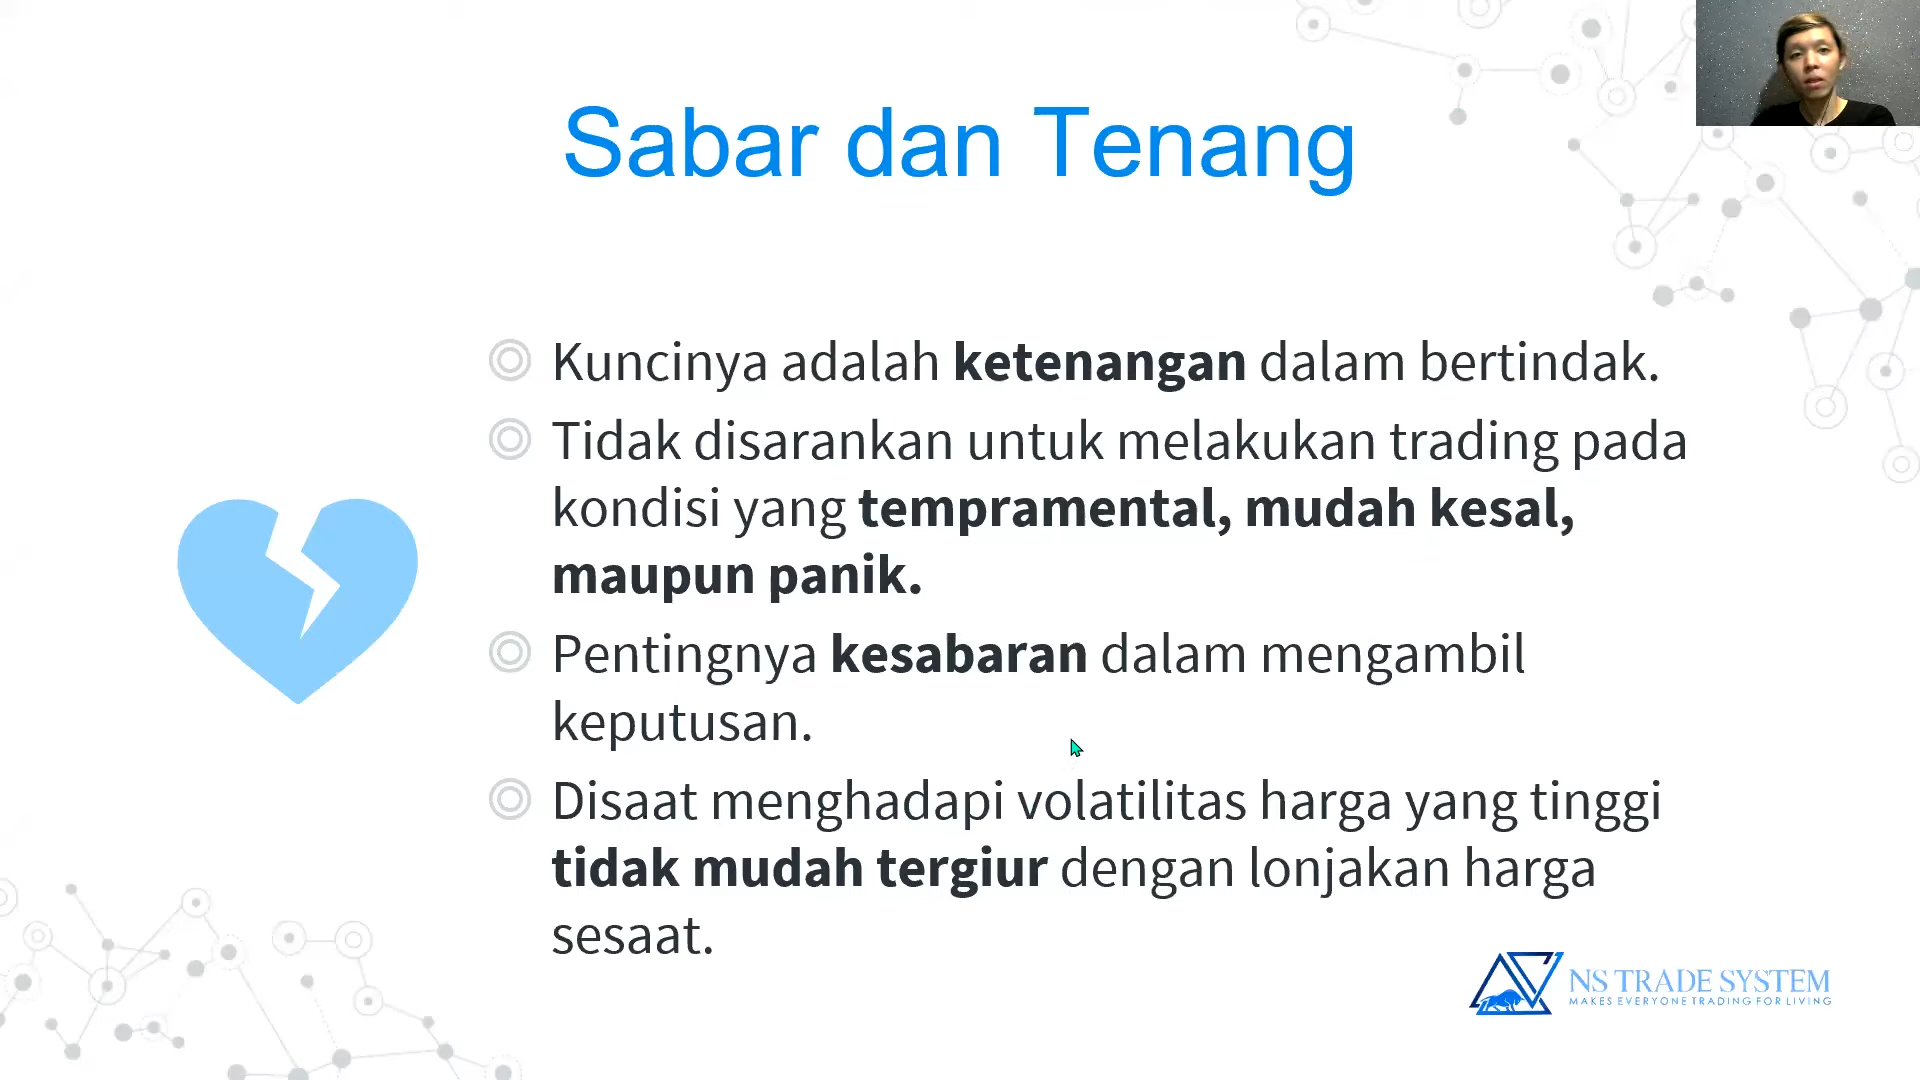 Sabar dan Tenang
Kuncinya adalah ketenangan dalam bertindak.
Tidak disarankan untuk melakukan trading pada
kondisi yang tempramental, mudah kesal,
maupun panik.
Pentingnya kesabaran dalam mengambil
keputusan.
Disaat menghadapi volatilitas harga yang tinggi
tidak mudah tergiur dengan lonjakan harga
sesaat.
NS TRADE SYSTEM
MAKES EVERYONE TRADING FOR LIVING